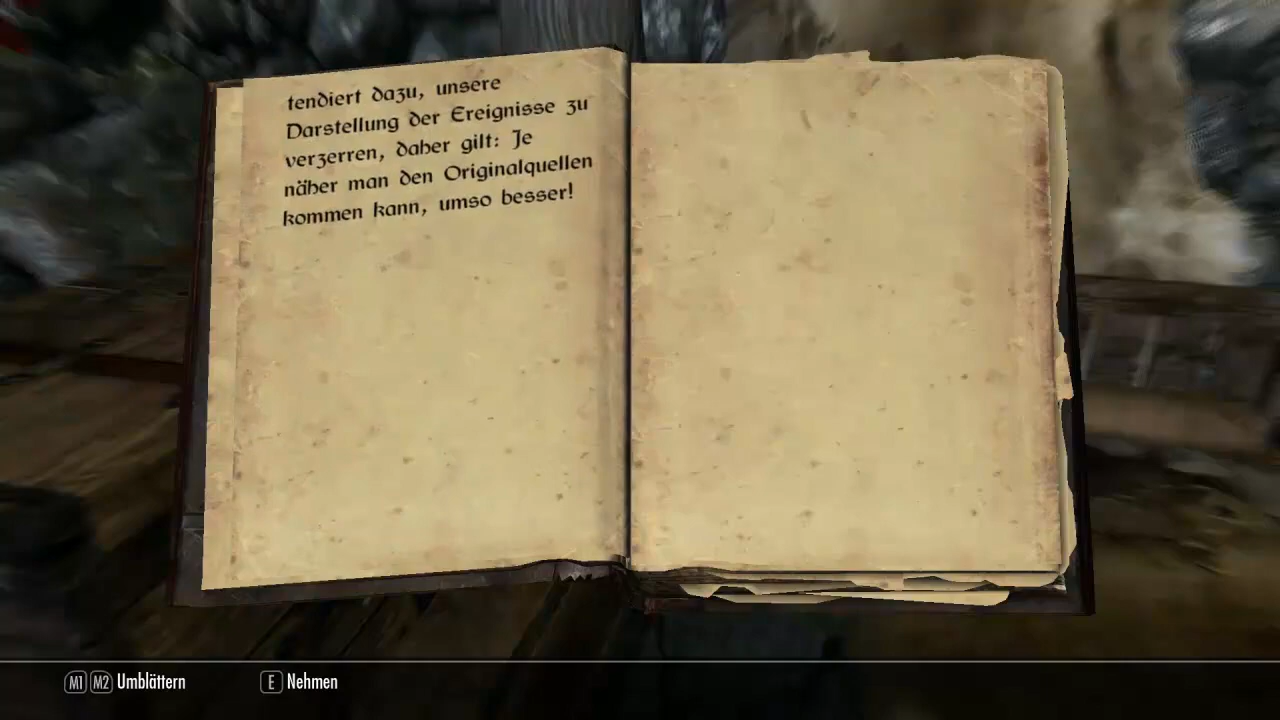 tendiert dazu, unsere
Darstellung der Ereignisse zu
verzerren, daher gilt: Je
näher man den Originalquellen
kommen kann, umso besser!
M1 M2 Umblättern E Nehmen